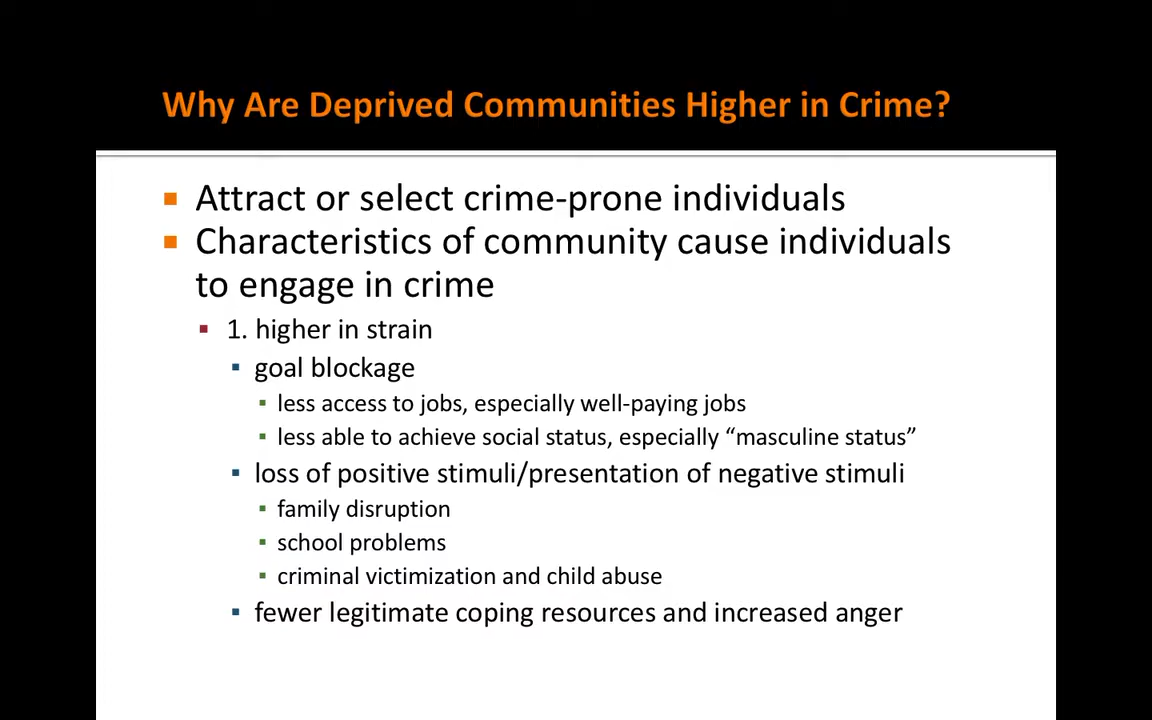 Why Are Deprived Communities Higher in Crime?
Attract or select crime-prone individuals
Characteristics of community cause individuals
to engage in crime
1. higher in strain
goal blockage
less access to jobs, especially well-paying jobs
less able to achieve social status, especially “masculine status”
loss of positive stimuli/presentation of negative stimuli
family disruption
school problems
criminal victimization and child abuse
fewer legitimate coping resources and increased anger